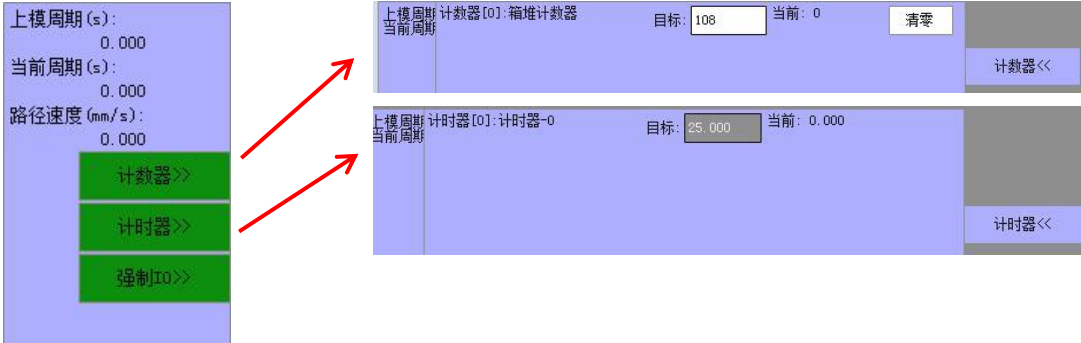 上模周期(s):
0.000
当前周期(s):
0.000
路径速度(mm/s):
0.000
计数器>>
计时器>>
强制IO>>
上模周期 计数器[0]:箱堆计数器 目标: 108 当前: 0 清零
当前周期
计数器<<
上模周期 计时器[0]:计时器-0 目标: 25.000 当前: 0.000
当前周期
计时器<<